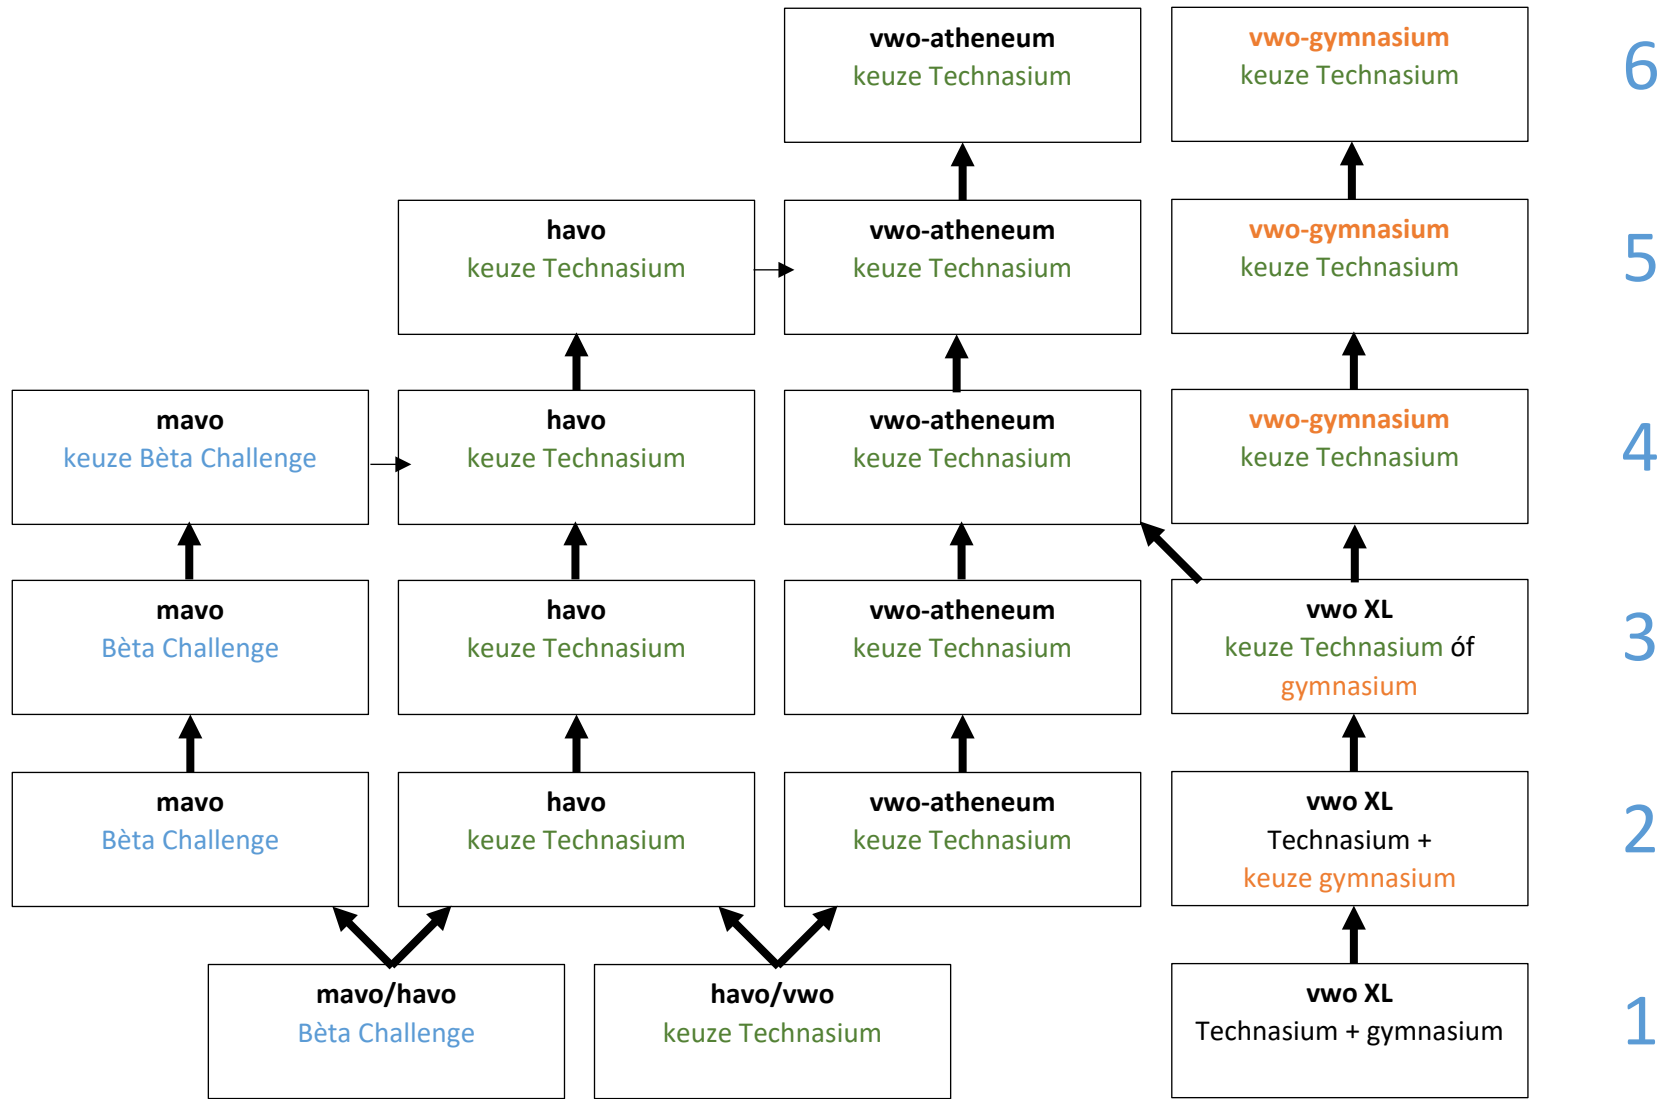 vwo-atheneum
keuze Technasium
vwo-gymnasium
keuze Technasium
6
havo
keuze Technasium
vwo-atheneum
keuze Technasium
vwo-gymnasium
keuze Technasium
5
mavo
keuze Bèta Challenge
havo
keuze Technasium
vwo-atheneum
keuze Technasium
vwo-gymnasium
keuze Technasium
4
mavo
Bèta Challenge
havo
keuze Technasium
vwo-atheneum
keuze Technasium
vwo XL
keuze Technasium óf
gymnasium
3
mavo
Bèta Challenge
havo
keuze Technasium
vwo-atheneum
keuze Technasium
vwo XL
Technasium +
keuze gymnasium
2
mavo/havo
Bèta Challenge
havo/vwo
keuze Technasium
vwo XL
Technasium + gymnasium
1